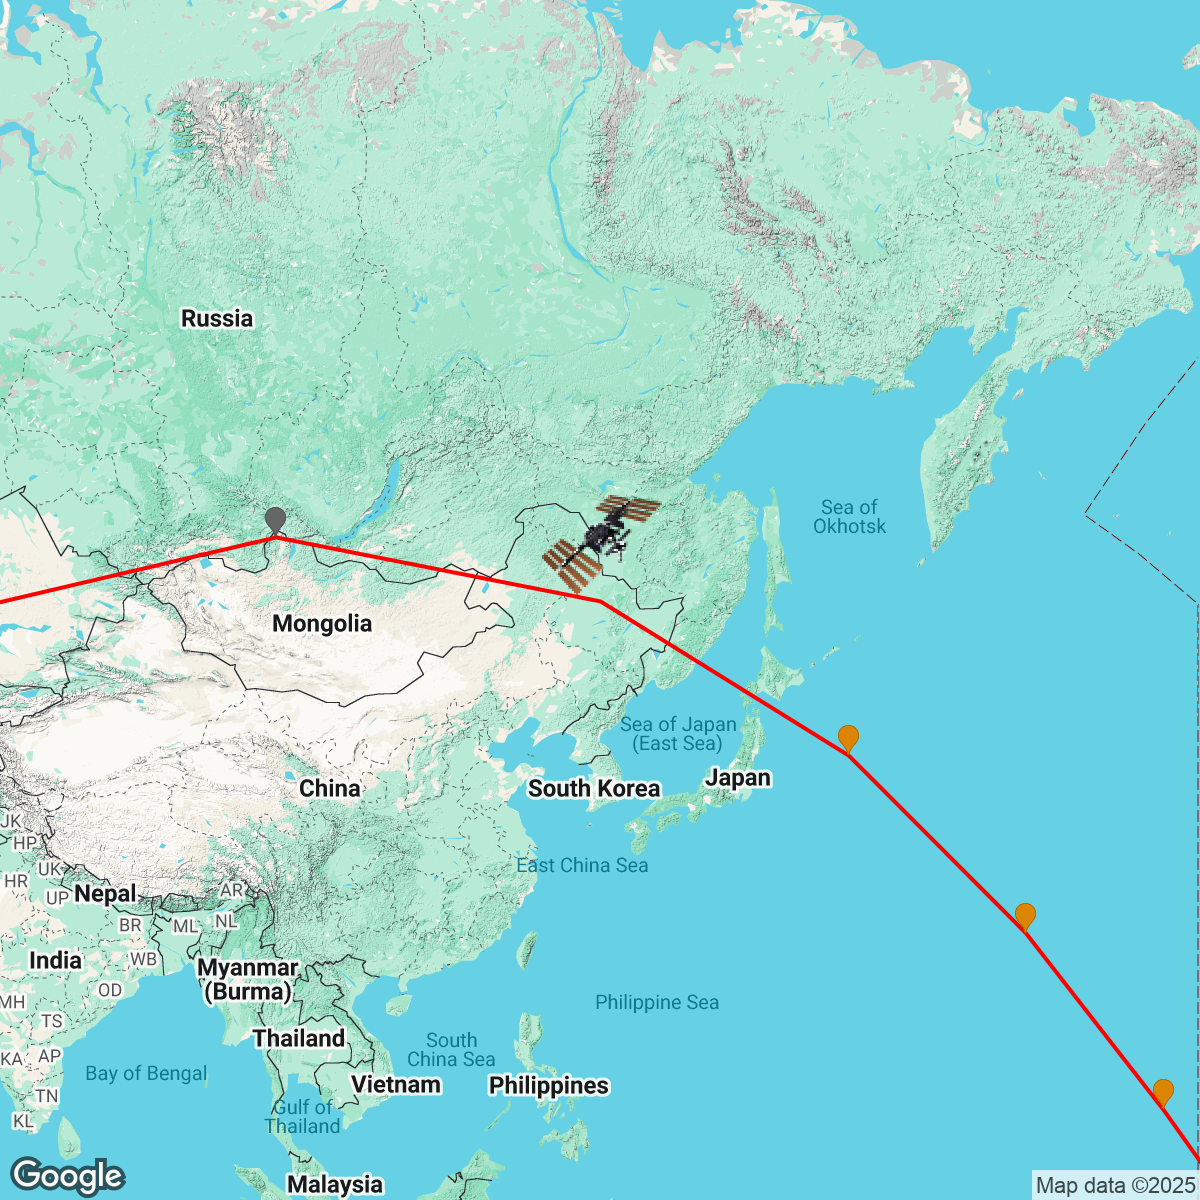 Russia
Sea of
Okhotsk
Mongolia
Sea of Japan
(East Sea)
Japan
China
South Korea
JK
HP
East China Sea
UK
HR
UP
Nepal
AR
BR
ML
NL
India
WB
Myanmar
(Burma)
OD
MH
Philippine Sea
TS
Thailand
South
China Sea
KA
AP
Bay of Bengal
Vietnam
Philippines
TN
Gulf of
Thailand
KL
Google
Malaysia
Map data ©2025